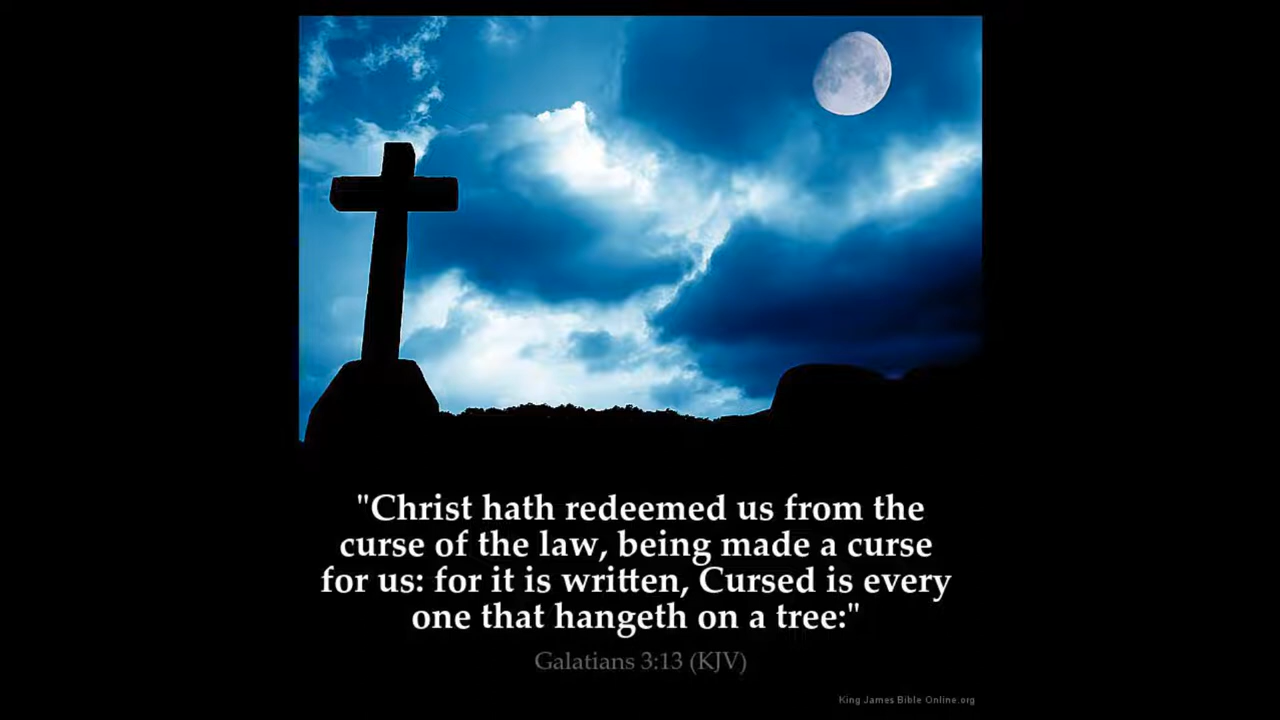 "Christ hath redeemed us from the
curse of the law, being made a curse
for us: for it is written, Cursed is every
one that hangeth on a tree:"
Galatians 3:13 (KJV)
King James Bible Online.org